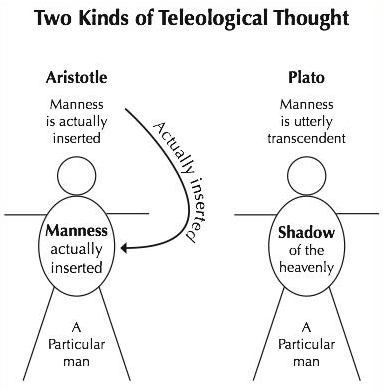 Two Kinds of Teleological Thought
Aristotle
Manness
is actually
inserted
Actually inserted
Manness
actually
inserted
A
Particular
man
Plato
Manness
is utterly
transcendent
Shadow
of the
heavenly
A
Particular
man